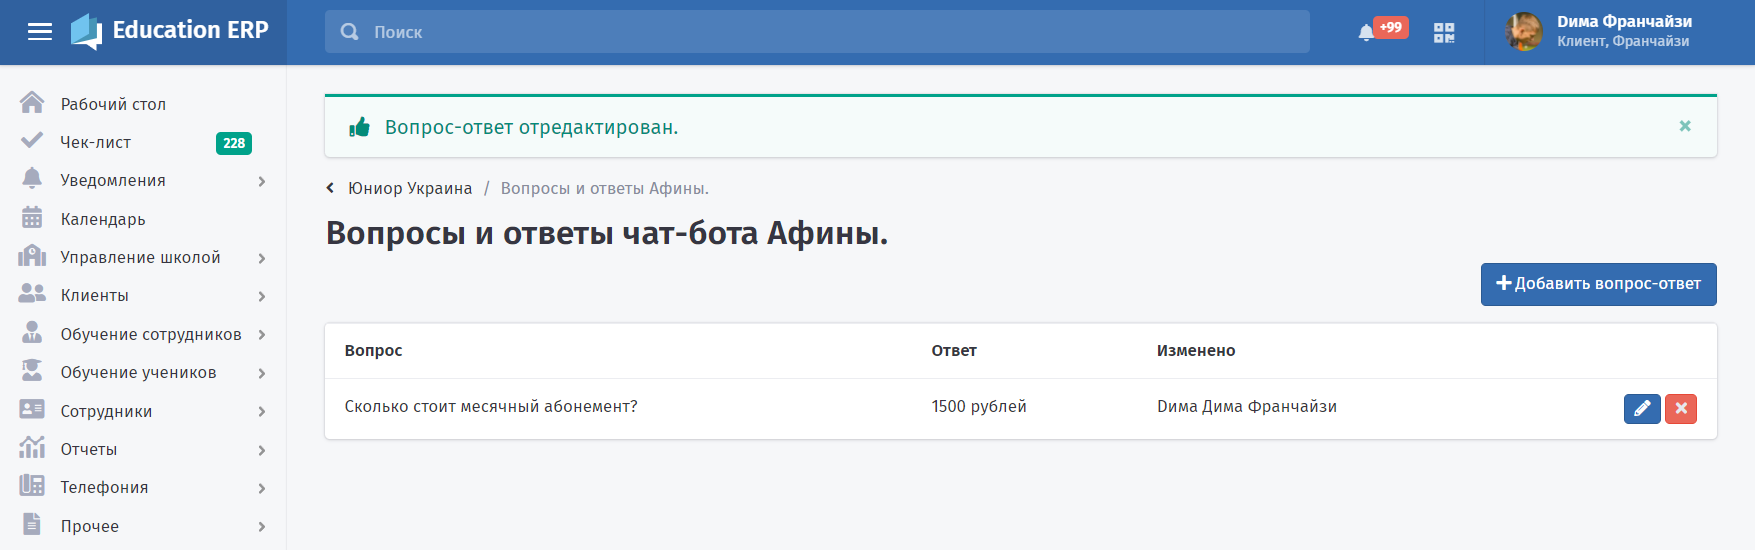 Education ERP
Поиск
+99
Dима Франчайзи
Клиент, Франчайзи
Рабочий стол
Чек-лист
228
Уведомления
Календарь
Управление школой
Клиенты
Обучение сотрудников
Обучение учеников
Сотрудники
Отчеты
Телефония
Прочее
Вопрос-ответ отредактирован.
Юниор Украина / Вопросы и ответы Афины.
Вопросы и ответы чат-бота Афины.
Добавить вопрос-ответ
Вопрос Ответ Изменено
Сколько стоит месячный абонемент? 1500 рублей Dима Дима Франчайзи